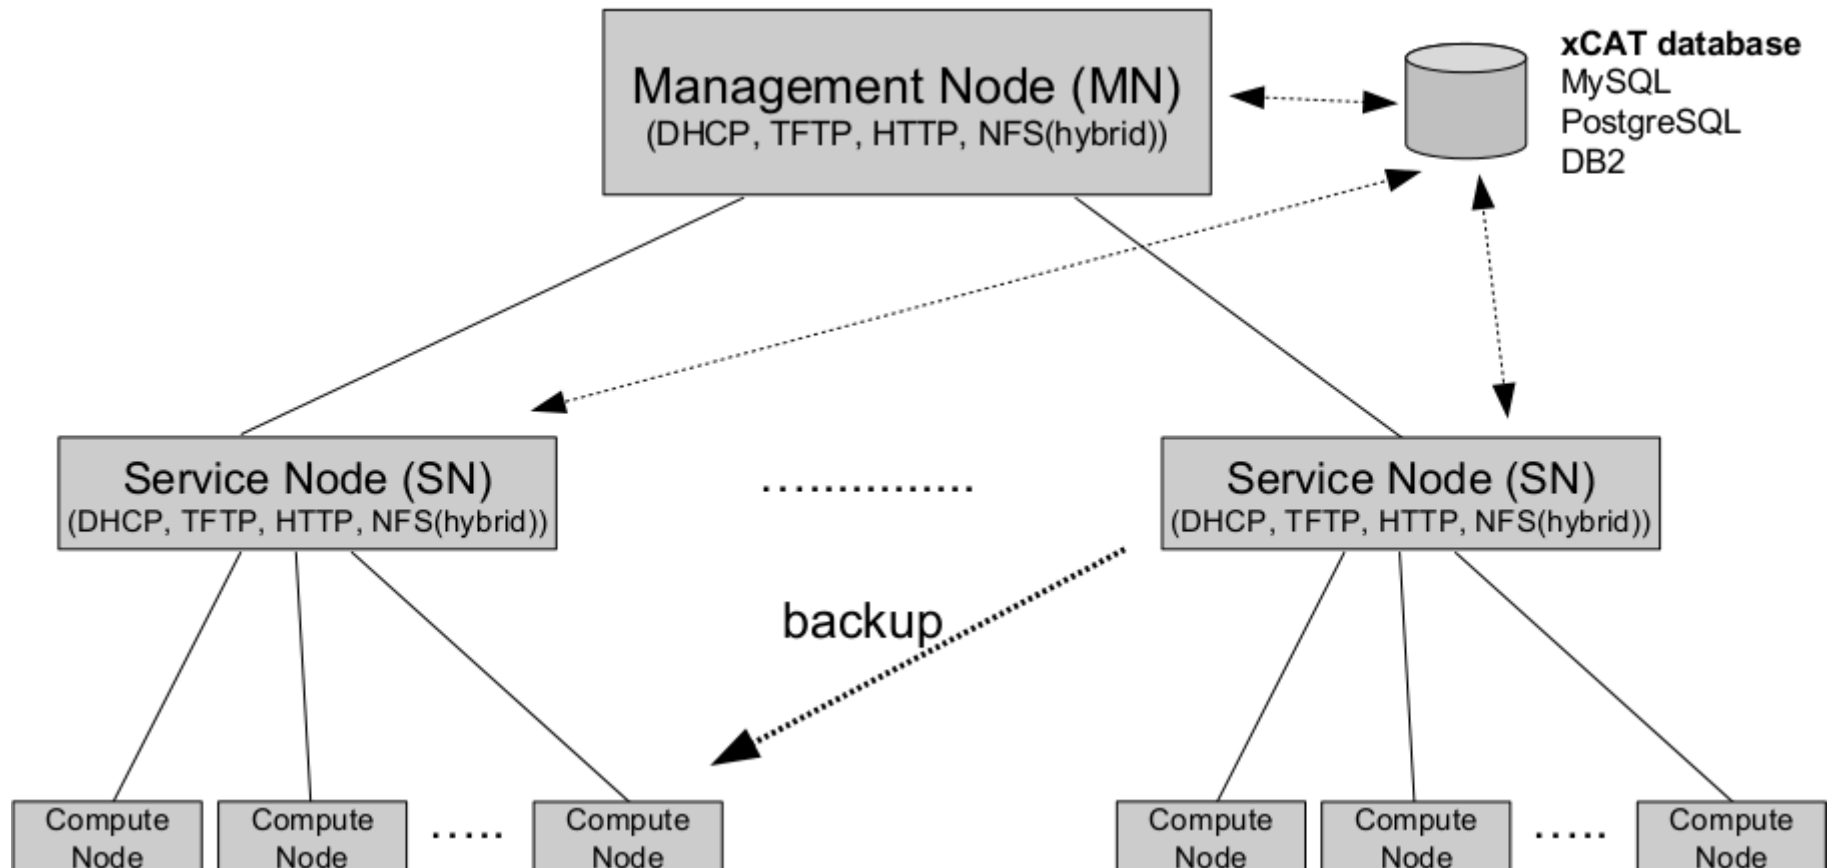 Management Node (MN)
(DHCP, TFTP, HTTP, NFS(hybrid))
xCAT database
MySQL
PostgreSQL
DB2
Service Node (SN)
(DHCP, TFTP, HTTP, NFS(hybrid))
...............
Service Node (SN)
(DHCP, TFTP, HTTP, NFS(hybrid))
backup
Compute
Node
Compute
Node
.....
Compute
Node
Compute
Node
Compute
Node
.....
Compute
Node